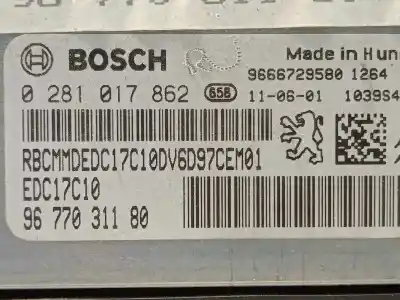 BOSCH
Made in Hun
9666729580 1264
0 281 017 862 658 11-06-01 1039S4
RBCMMDEDC17C10DV6D97CEM01
EDC17C10
96 770 311 80